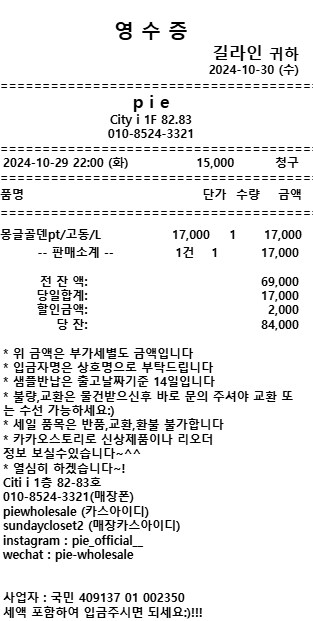 영 수 증
길라인 귀하
2024-10-30 (수)
==========================================
p i e
City i 1F 82.83
010-8524-3321
==========================================
2024-10-29 22:00 (화) 15,000 청구
==========================================
품명 단가 수량 금액
==========================================
몽글골덴pt/고동/L 17,000 1 17,000
-- 판매소계 -- 1건 1 17,000
전 잔 액: 69,000
당일합계: 17,000
할인금액: 2,000
당 잔: 84,000
* 위 금액은 부가세별도 금액입니다
* 입금자명은 상호명으로 부탁드립니다
* 샘플반납은 출고날짜기준 14일입니다
* 불량,교환은 물건받으신후 바로 문의 주셔야 교환 또
는 수선 가능하세요:)
* 세일 품목은 반품,교환,환불 불가합니다
* 카카오스토리로 신상제품이나 리오더
정보 보실수있습니다~^^
* 열심히 하겠습니다~!
Citi i 1층 82-83호
010-8524-3321(매장폰)
piewholesale (카스아이디)
sundaycloset2 (매장카스아이디)
instagram : pie_official__
wechat : pie-wholesale
사업자 : 국민 409137 01 002350
세액 포함하여 입금주시면 되세요:)!!!